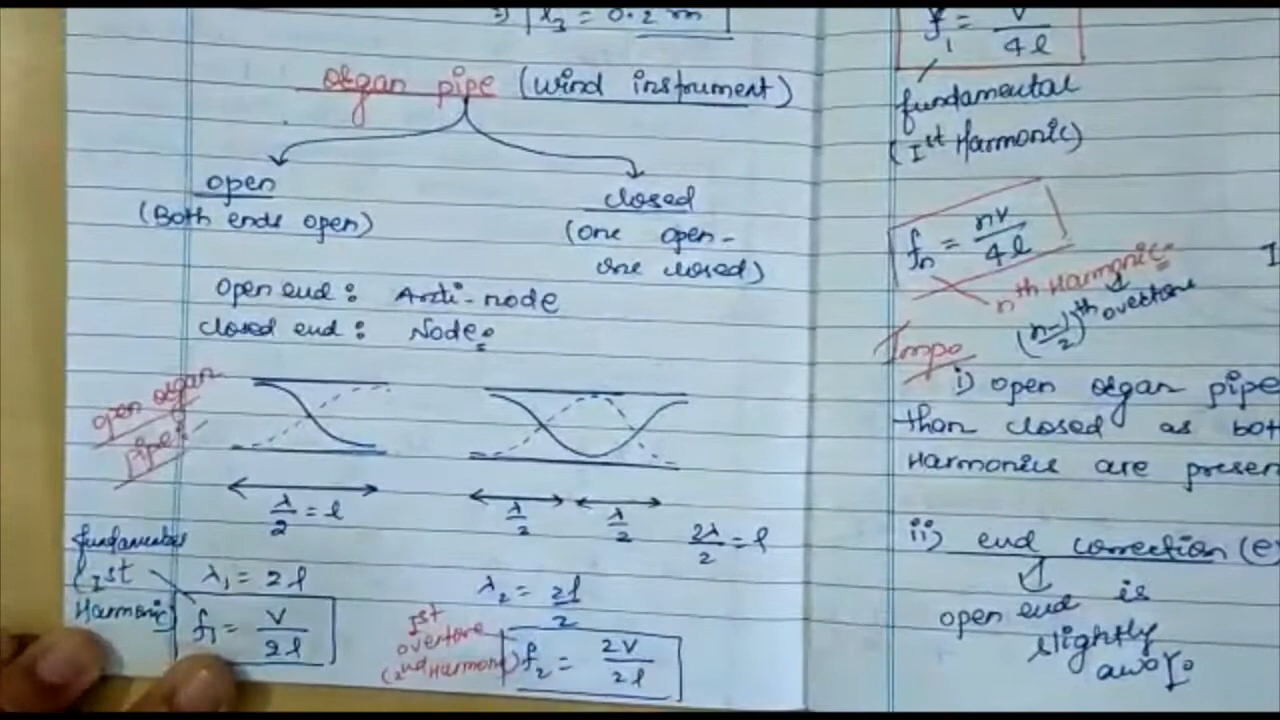 ⇒ λ₃ = 0.2 m
organ pipe (wind instrument)
open
(Both ends open)
closed
(one open-
one closed)
open end : Anti-node
closed end : Node
open organ
pipe
λ/2 = l
λ/2
λ/2
2λ/2 = l
fundamental
(Ist
Harmonic)
λ₁ = 2l
f₁ = V/2l
λ₂ = 2l/2
Ist
overtone
(2nd Harmonic)
f₂ = 2V/2l
f₁ = V/4l
fundamental
(Ist Harmonic)
fn = nV/4l
nth Harmonic
(n-1/2)th overtone
Impo
i) open organ pipe
than closed as both
Harmonics are presen
ii) end correction (e
open end is
slightly